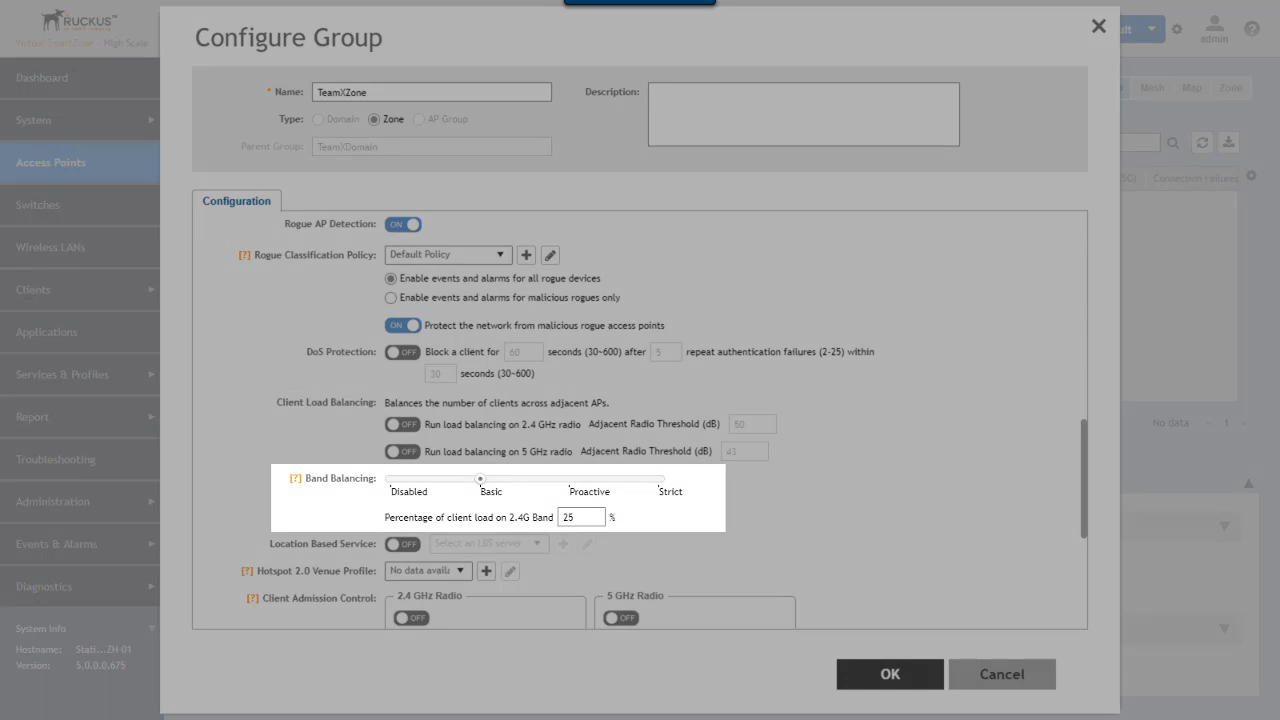 RUCKUS™
Virtual SmartZone - High Scale
admin
Configure Group
* Name: TeamXZone
Description:
Type: Domain Zone AP Group
Parent Group: TeamXDomain
Dashboard
System
Access Points
Switches
Wireless LANs
Clients
Applications
Services & Profiles
Report
Troubleshooting
Administration
Events & Alarms
Diagnostics
System Info
Hostname: Stati...ZH-01
Version: 5.0.0.0.675
Configuration
Rogue AP Detection: ON
[?] Rogue Classification Policy: Default Policy
Enable events and alarms for all rogue devices
Enable events and alarms for malicious rogues only
ON Protect the network from malicious rogue access points
DoS Protection: OFF Block a client for 60 seconds (30~600) after 5 repeat authentication failures (2-25) within
30 seconds (30~600)
Client Load Balancing: Balances the number of clients across adjacent APs.
OFF Run load balancing on 2.4 GHz radio Adjacent Radio Threshold (dB) 50
OFF Run load balancing on 5 GHz radio Adjacent Radio Threshold (dB) 43
[?] Band Balancing:
Disabled Basic Proactive Strict
Percentage of client load on 2.4G Band 25 %
Location Based Service: OFF Select an LBS server
[?] Hotspot 2.0 Venue Profile: No data availa
[?] Client Admission Control: 2.4 GHz Radio 5 GHz Radio
OFF OFF
OK Cancel
Mesh Map Zone
Connection Failures
No data 1